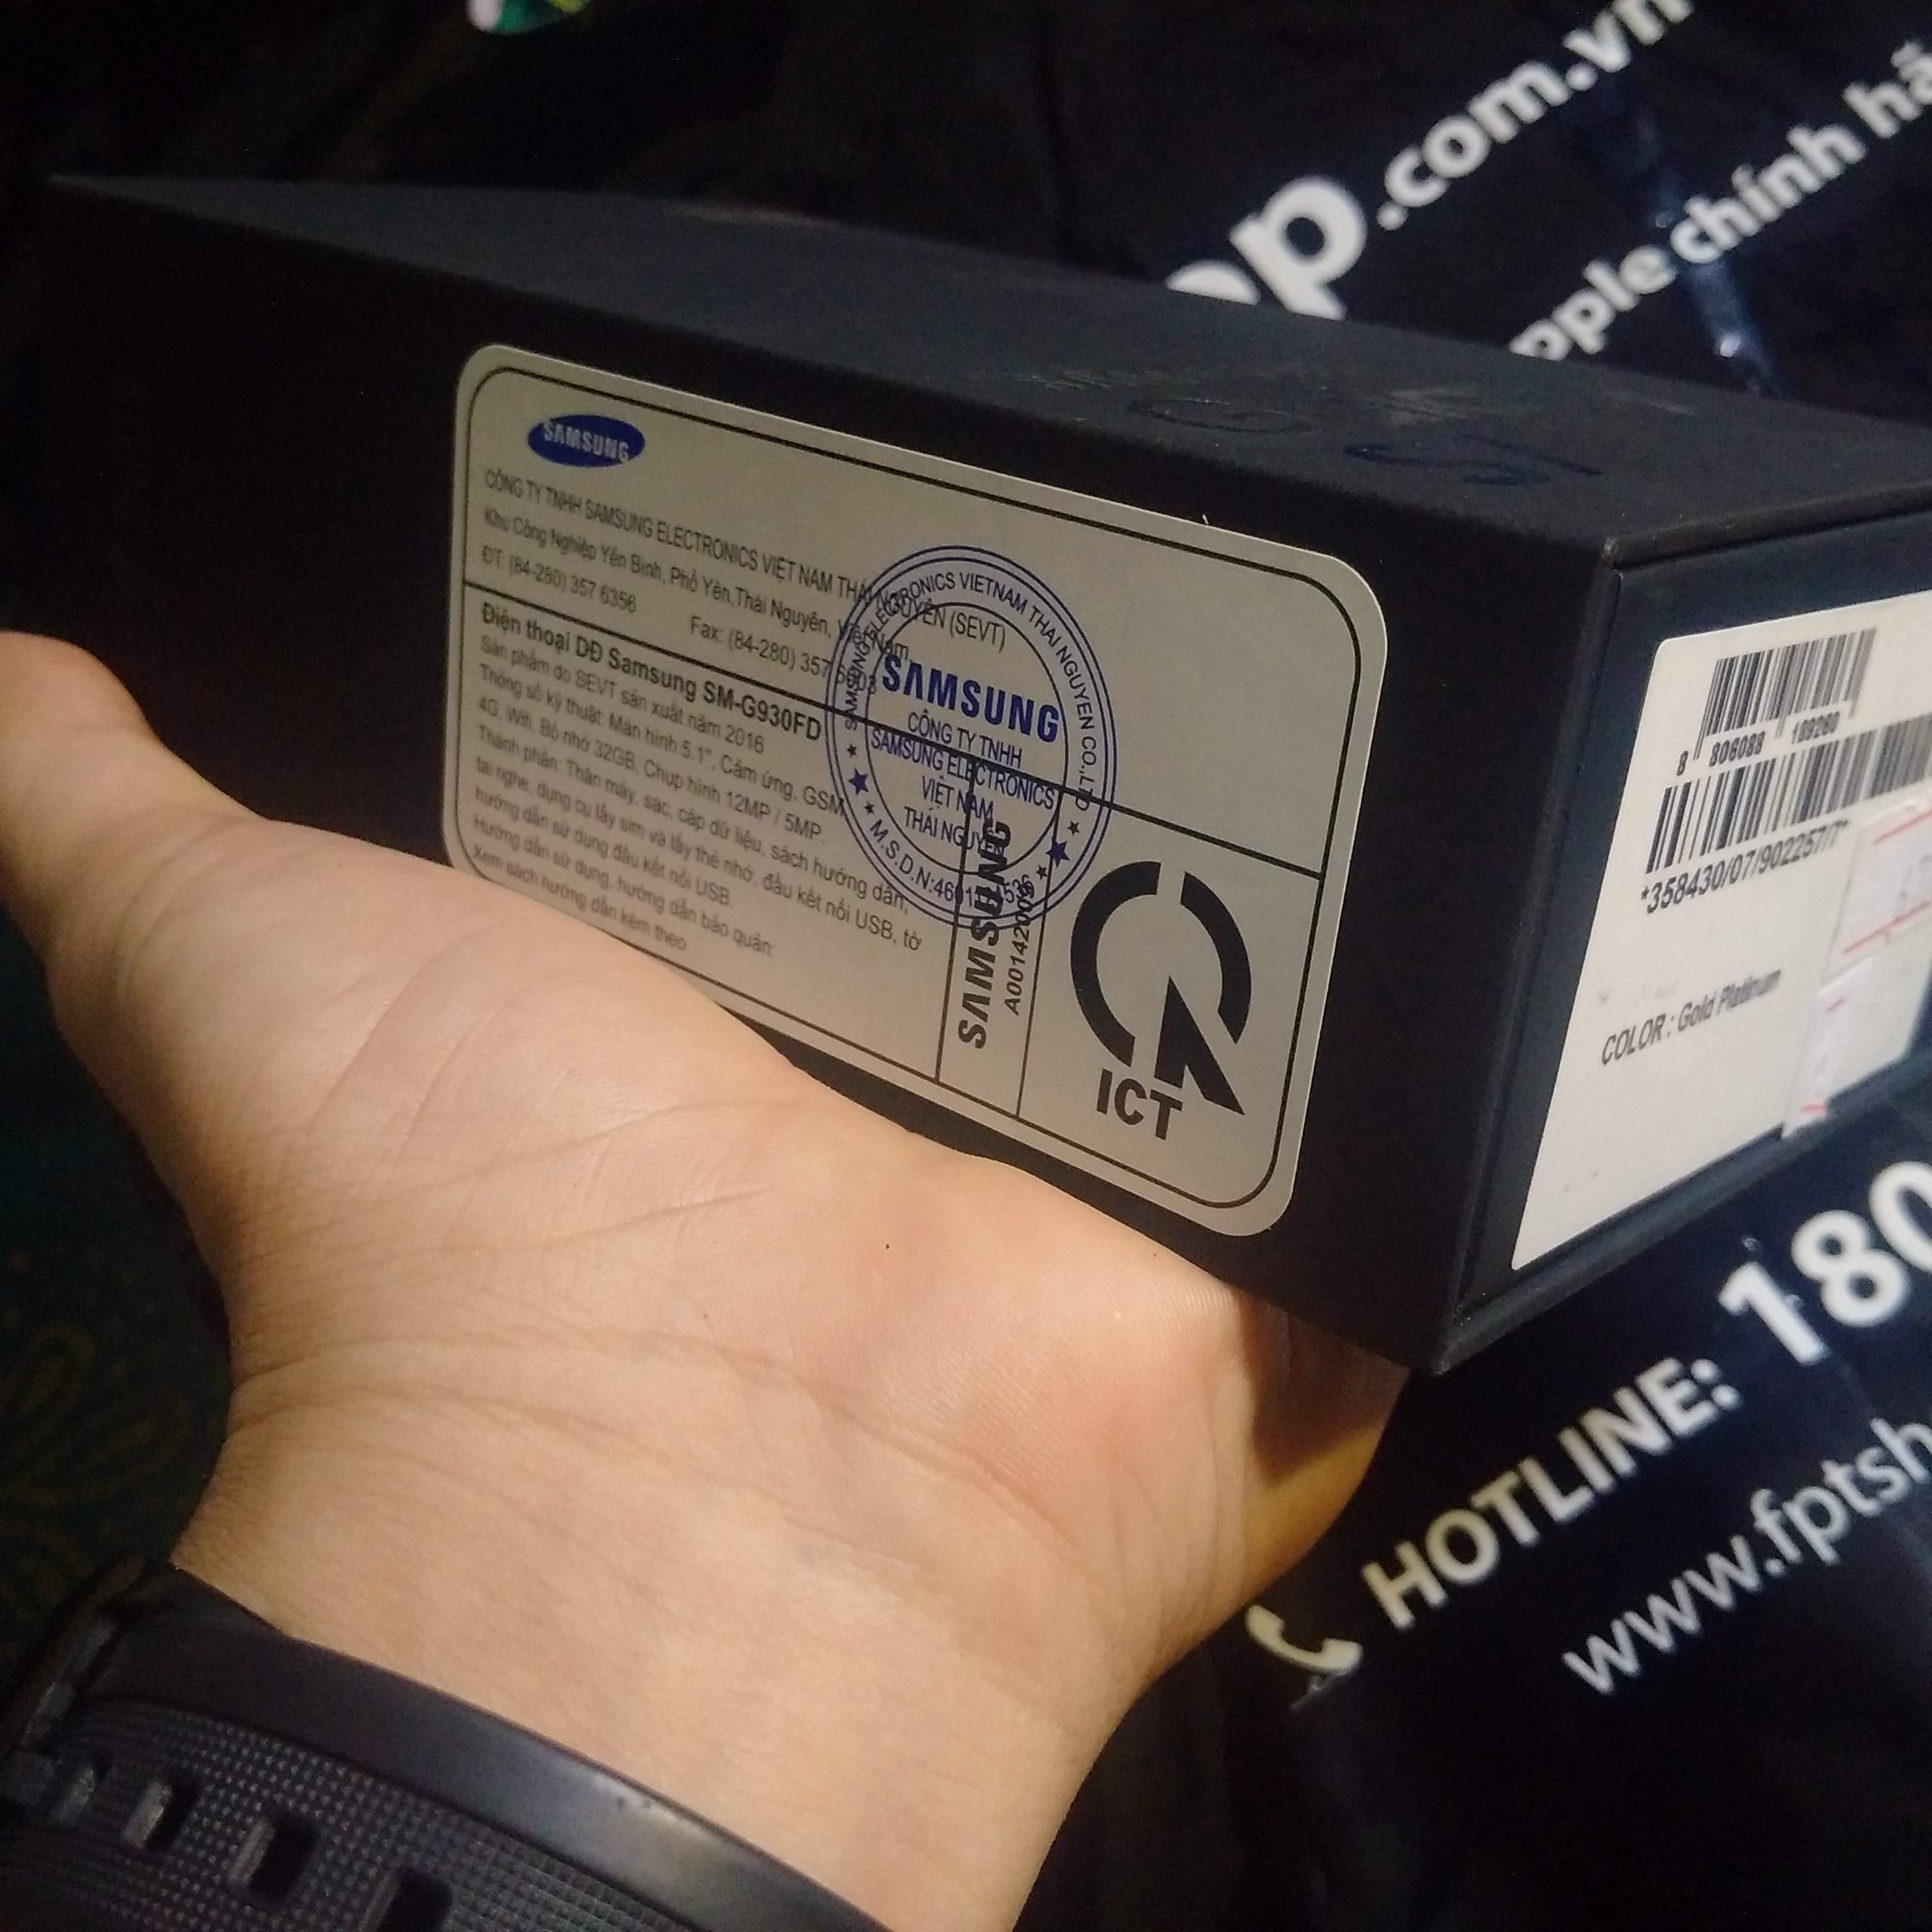 pp.com.vn
pple chính hã
SAMSUNG
CÔNG TY TNHH SAMSUNG ELECTRONICS VIỆT NAM THÁI NGUYÊN (SEVT)
Khu Công Nghiệp Yên Bình, Phổ Yên,Thái Nguyên, Việt Nam
ĐT: (84-280) 357 6356 Fax: (84-280) 357 6003
Điện thoại DĐ Samsung SM-G930FD
Sản phẩm do SEVT sản xuất năm 2016
Thông số kỹ thuật: Màn hình 5.1", Cảm ứng, GSM
4G, Wifi, Bộ nhớ 32GB, Chụp hình 12MP / 5MP
Thành phần: Thân máy, sạc, cáp dữ liệu, sách hướng dẫn,
tai nghe, dụng cụ lấy sim và lấy thẻ nhớ, đầu kết nối USB, tờ
hướng dẫn sử dụng đầu kết nối USB.
Hướng dẫn sử dụng, hướng dẫn bảo quản:
Xem sách hướng dẫn kèm theo
SAMSUNG ELECTRONICS VIETNAM THAI NGUYEN CO.,LTD
SAMSUNG
CÔNG TY TNHH
SAMSUNG ELECTRONICS
VIỆT NAM
THÁI NGUYÊN
M.S.D.N:
SAMSUNG
ICT
8 806088 189260
*358430/07/902257/7*
COLOR : Gold Platinum
S
180
HOTLINE:
www.fptsh